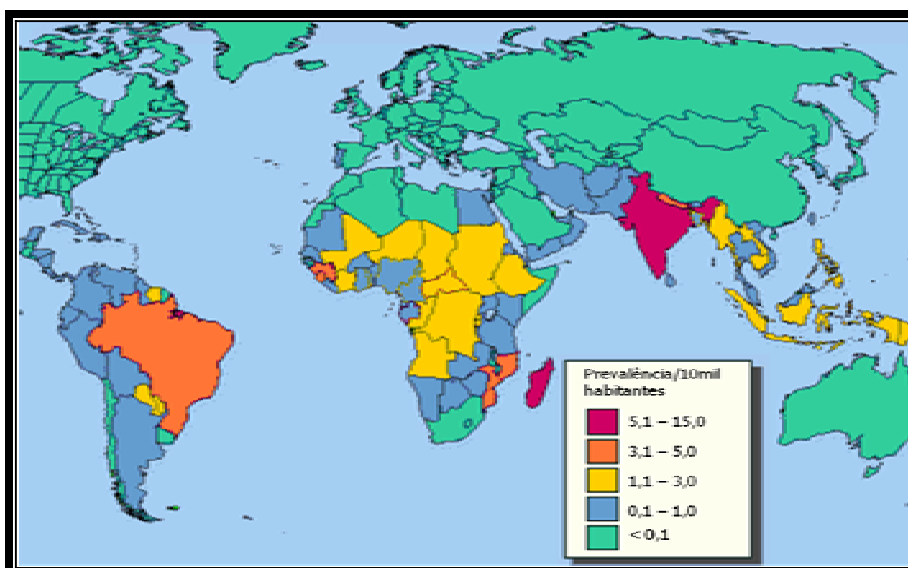 Prevalência/10mil
habitantes
5,1 – 15,0
3,1 – 5,0
1,1 – 3,0
0,1 – 1,0
<0,1